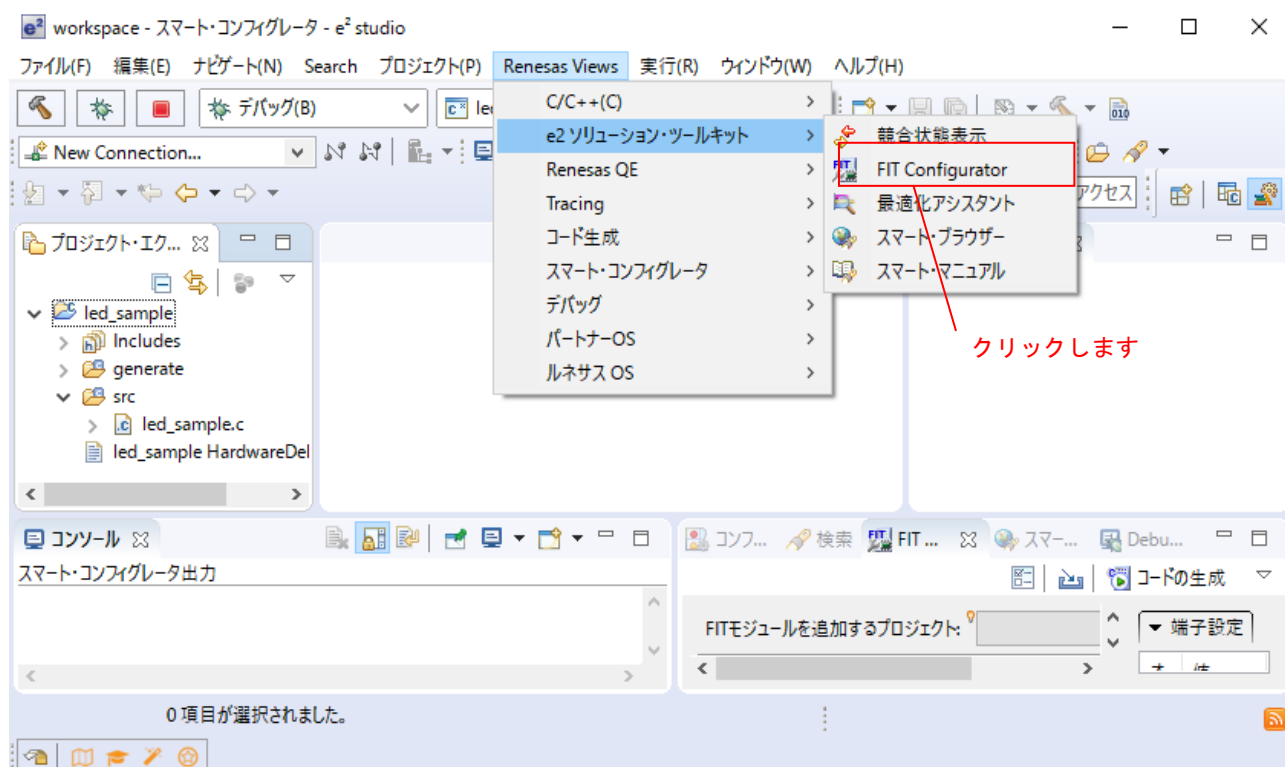 e² workspace - スマート・コンフィグレータ - e² studio
ファイル(F) 編集(E) ナビゲート(N) Search プロジェクト(P) Renesas Views 実行(R) ウィンドウ(W) ヘルプ(H)
デバッグ(B)
New Connection...
アクセス
C/C++(C)
e2 ソリューション・ツールキット
Renesas QE
Tracing
コード生成
スマート・コンフィグレータ
デバッグ
パートナーOS
ルネサス OS
競合状態表示
FIT Configurator
最適化アシスタント
スマート・ブラウザー
スマート・マニュアル
クリックします
プロジェクト・エク...
led_sample
Includes
generate
src
led_sample.c
led_sample HardwareDe
コンソール
スマート・コンフィグレータ出力
コンフ... 検索 FIT ... スマー... Debu...
コードの生成
FITモジュールを追加するプロジェクト:
端子設定
0 項目が選択されました。